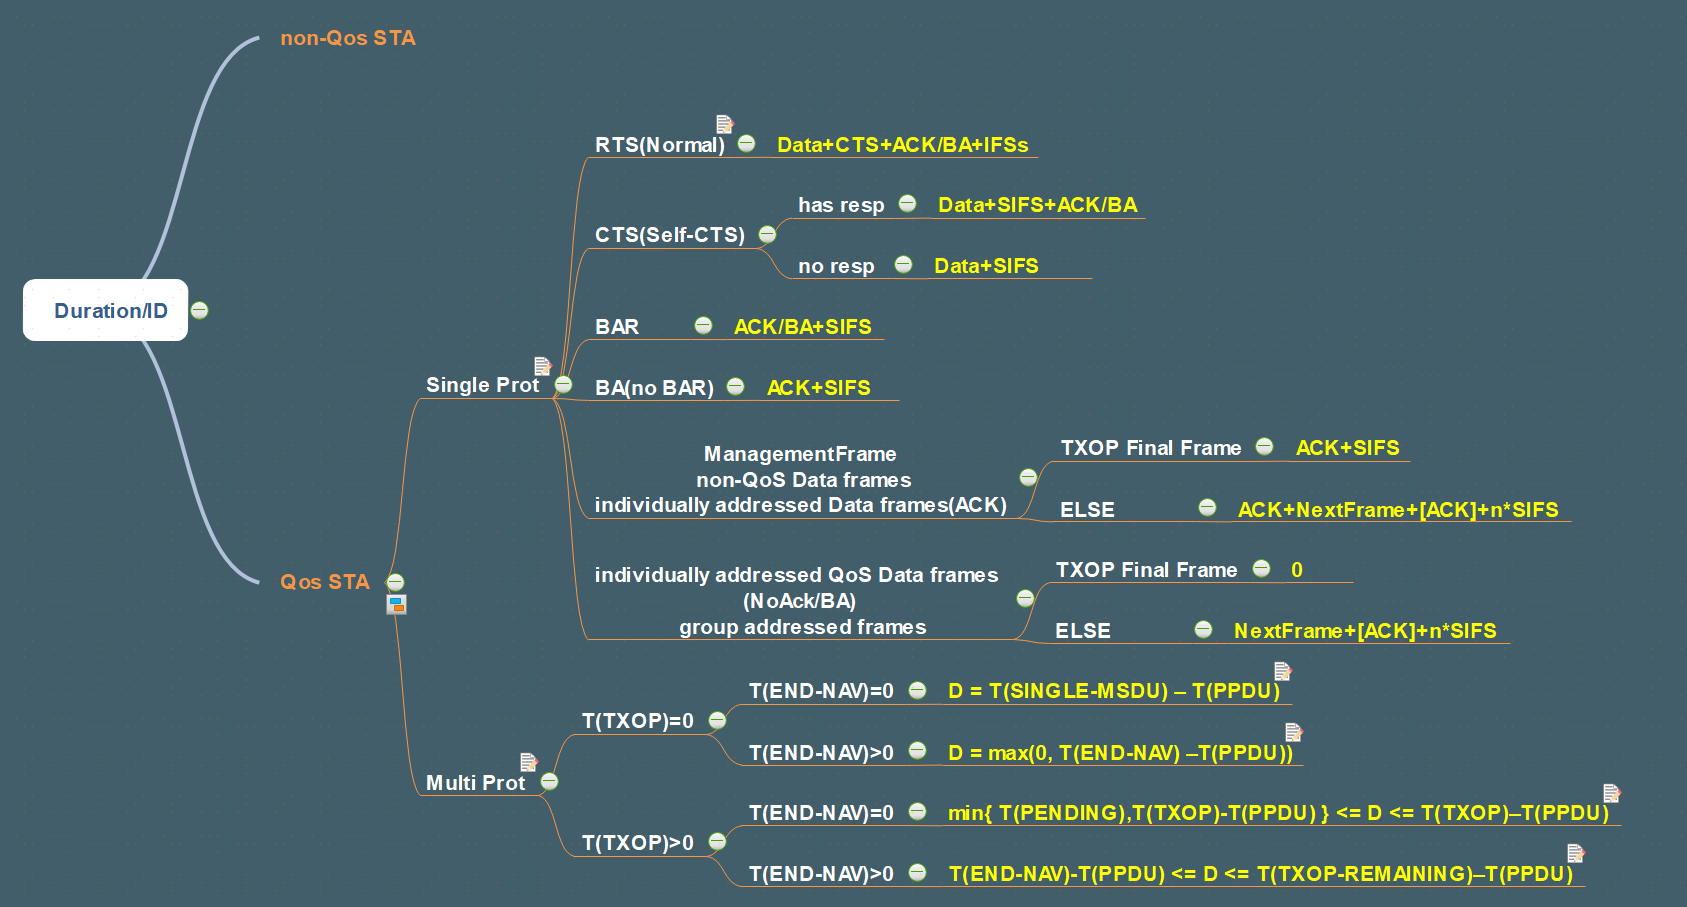 non-Qos STA
RTS(Normal)
Data+CTS+ACK/BA+IFSs
has resp
Data+SIFS+ACK/BA
CTS(Self-CTS)
no resp
Data+SIFS
Duration/ID
BAR
ACK/BA+SIFS
Single Prot
BA(no BAR)
ACK+SIFS
ManagementFrame
non-QoS Data frames
individually addressed Data frames(ACK)
TXOP Final Frame
ACK+SIFS
ELSE
ACK+NextFrame+[ACK]+n*SIFS
Qos STA
individually addressed QoS Data frames
(NoAck/BA)
group addressed frames
TXOP Final Frame
0
ELSE
NextFrame+[ACK]+n*SIFS
Multi Prot
T(TXOP)=0
T(END-NAV)=0
D = T(SINGLE-MSDU) – T(PPDU)
T(END-NAV)>0
D = max(0, T(END-NAV) –T(PPDU))
T(TXOP)>0
T(END-NAV)=0
min{ T(PENDING),T(TXOP)-T(PPDU) } <= D <= T(TXOP)–T(PPDU)
T(END-NAV)>0
T(END-NAV)-T(PPDU) <= D <= T(TXOP-REMAINING)–T(PPDU)